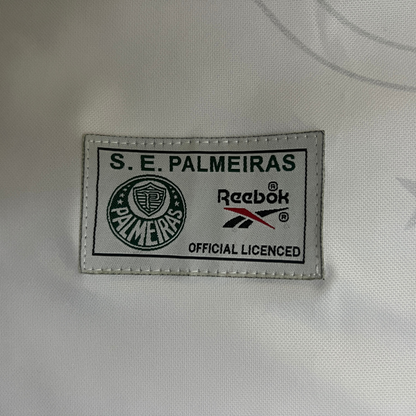 S. E. PALMEIRAS
P
PALMEIRAS
Reebok ®
®
OFFICIAL LICENCED